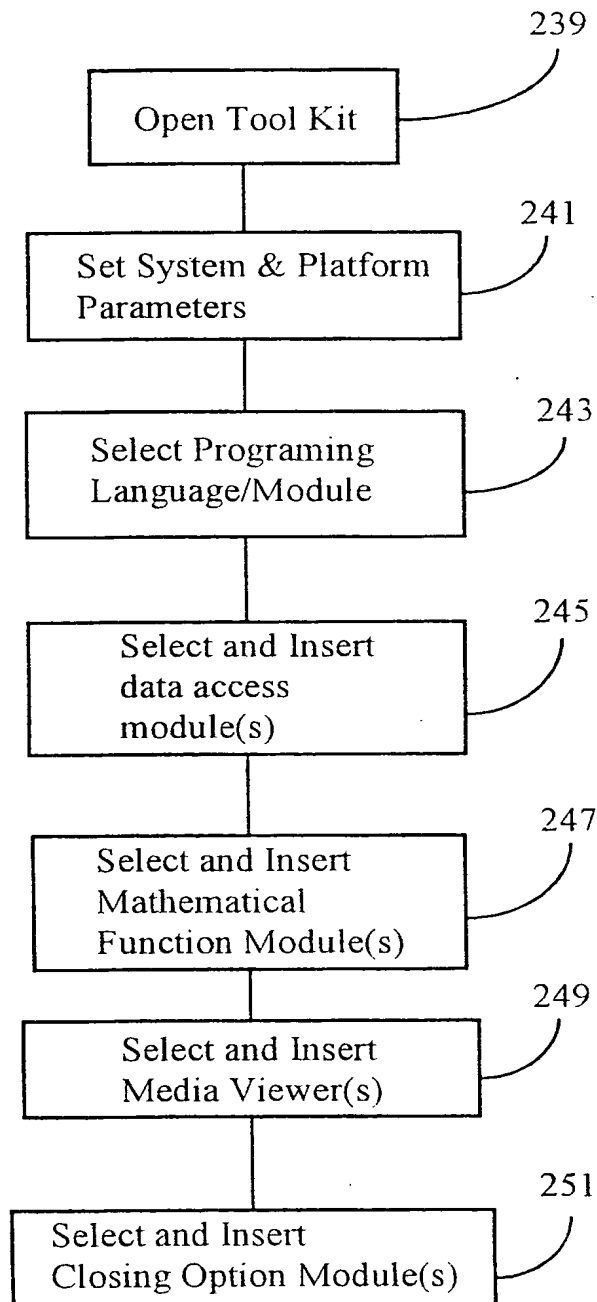 239
Open Tool Kit
241
Set System & Platform
Parameters
243
Select Programing
Language/Module
245
Select and Insert
data access
module(s)
247
Select and Insert
Mathematical
Function Module(s)
249
Select and Insert
Media Viewer(s)
251
Select and Insert
Closing Option Module(s)